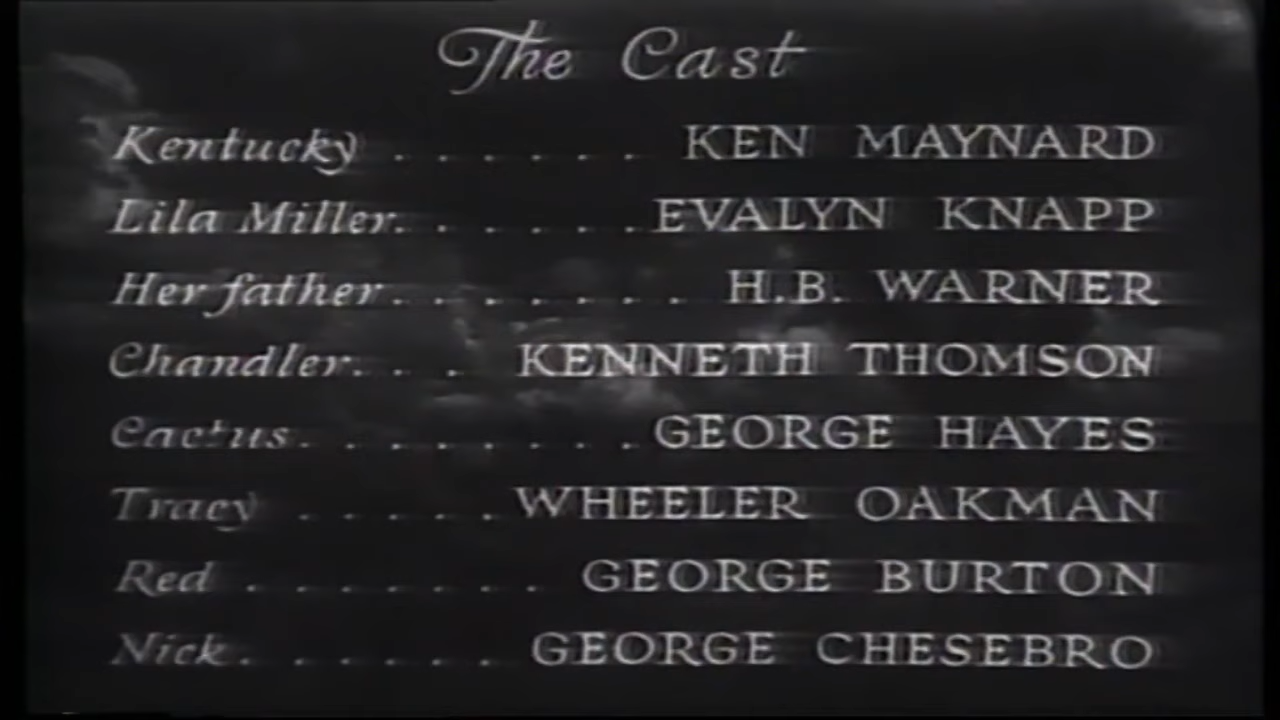 The Cast
Kentucky . . . . . . KEN MAYNARD
Lila Miller. . . . . . .EVALYN KNAPP
Her father. . . . . . . H.B. WARNER
Chandler. . . KENNETH THOMSON
Cactus. . . . . . . . .GEORGE HAYES
Tracy . . . . .WHEELER OAKMAN
Red . . . . . . . GEORGE BURTON
Nick. . . . . . GEORGE CHESEBRO